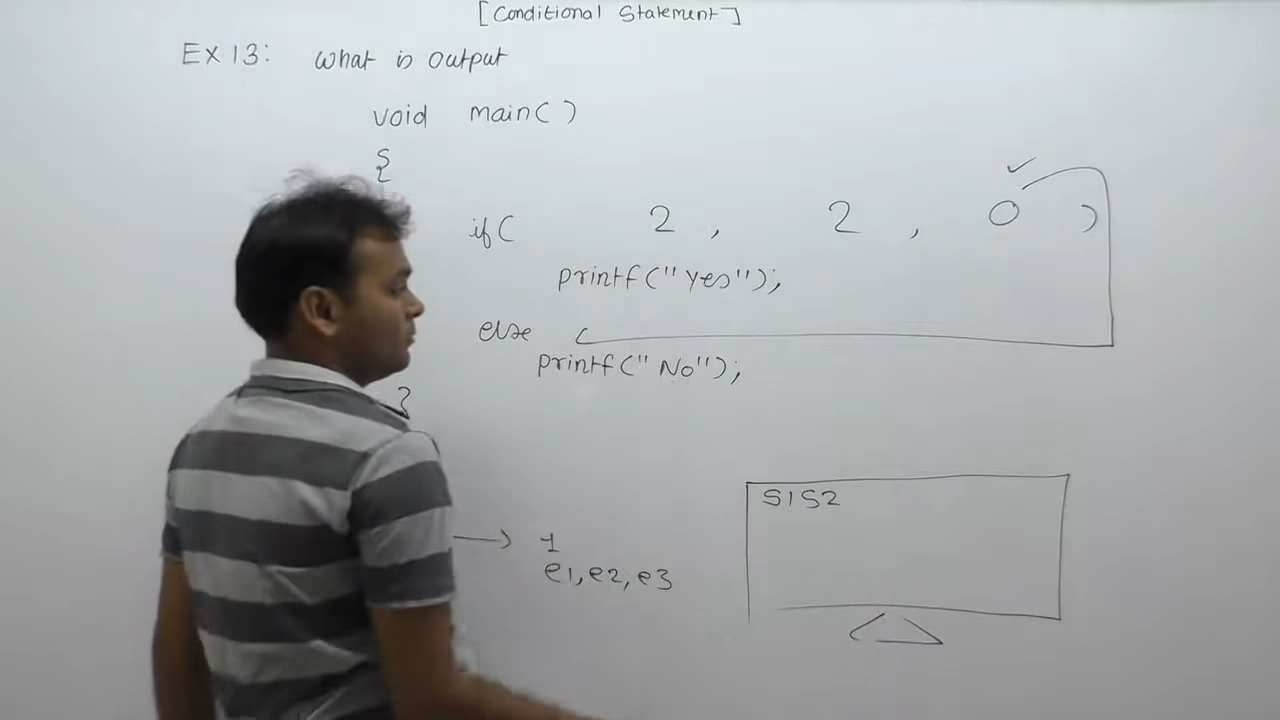 [Conditional Statement]
EX 13: What is output
void main( )
{
if( 2 , 2 , 0 )
printf("Yes");
else
printf("No");
}
S1S2
→ 1
e1,e2,e3